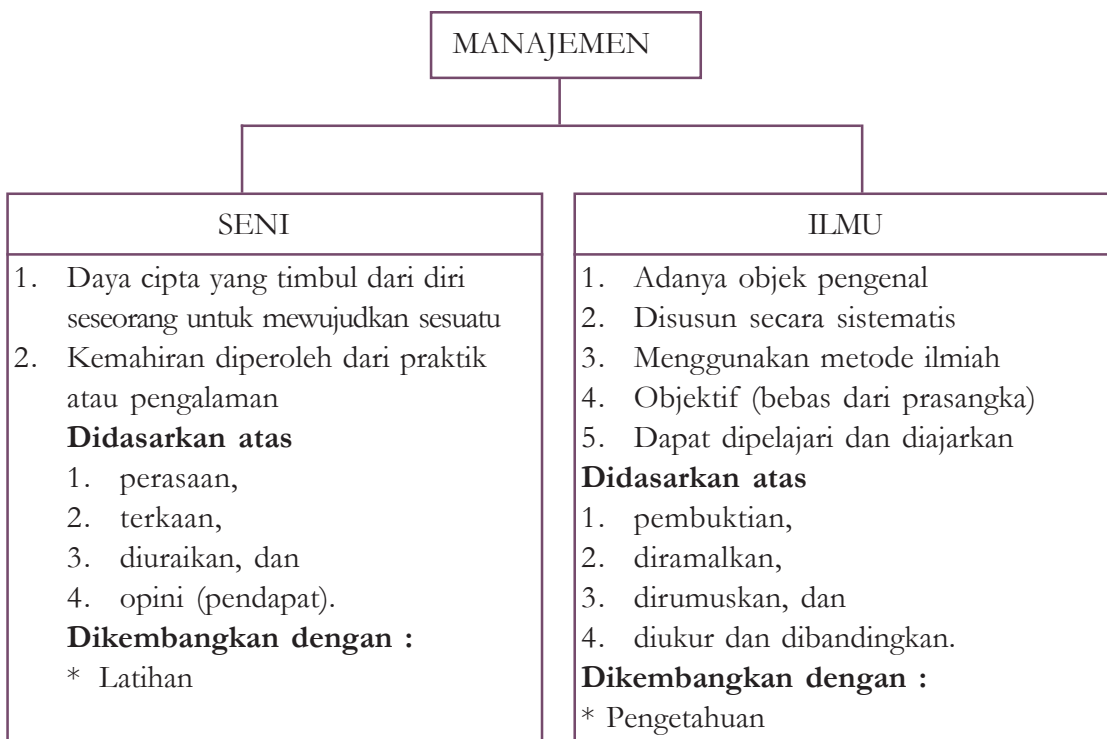 MANAJEMEN
SENI
1. Daya cipta yang timbul dari diri
seseorang untuk mewujudkan sesuatu
2. Kemahiran diperoleh dari praktik
atau pengalaman
Didasarkan atas
1. perasaan,
2. terkaan,
3. diuraikan, dan
4. opini (pendapat).
Dikembangkan dengan :
* Latihan
ILMU
1. Adanya objek pengenal
2. Disusun secara sistematis
3. Menggunakan metode ilmiah
4. Objektif (bebas dari prasangka)
5. Dapat dipelajari dan diajarkan
Didasarkan atas
1. pembuktian,
2. diramalkan,
3. dirumuskan, dan
4. diukur dan dibandingkan.
Dikembangkan dengan :
* Pengetahuan